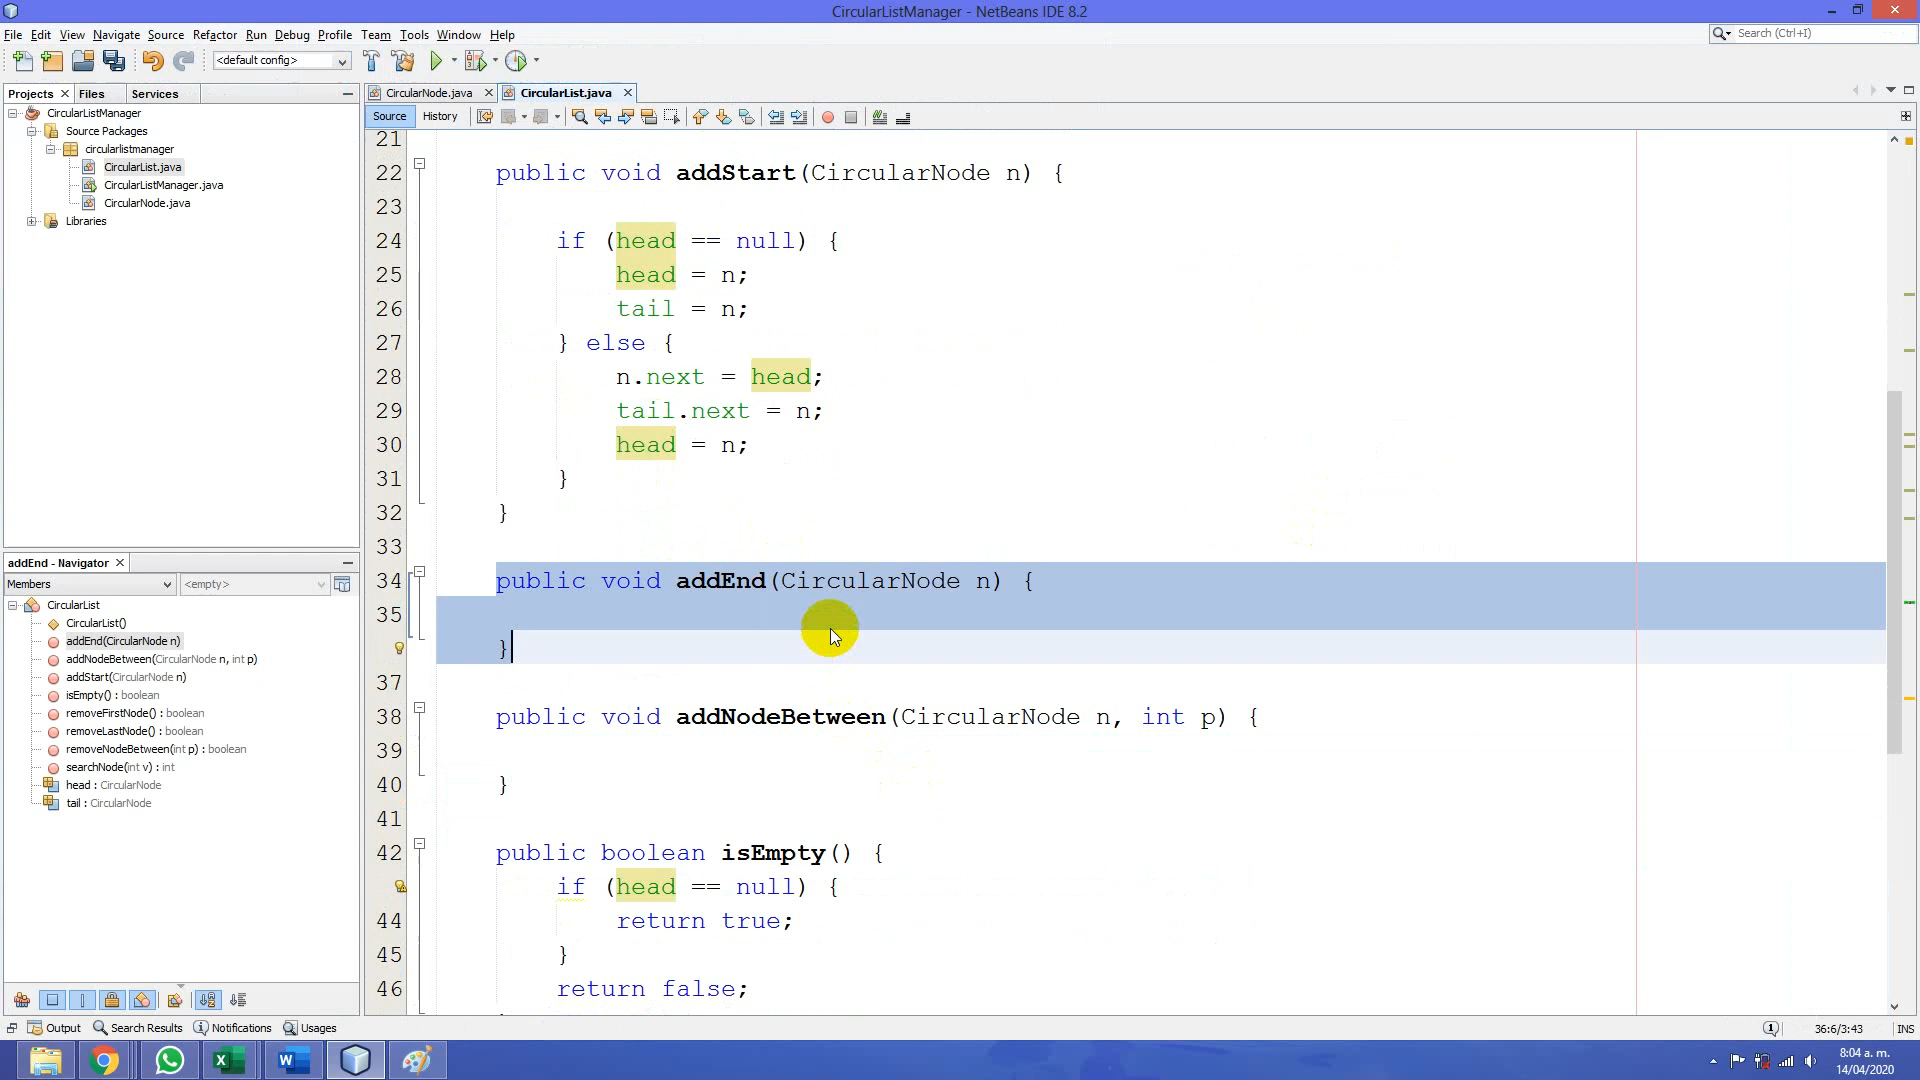 CircularListManager - NetBeans IDE 8.2
File Edit View Navigate Source Refactor Run Debug Profile Team Tools Window Help
Search (Ctrl+I)
<default config>
Projects Files Services
CircularListManager
Source Packages
circularlistmanager
CircularList.java
CircularListManager.java
CircularNode.java
Libraries
addEnd - Navigator
Members <empty>
CircularList
CircularList()
addEnd(CircularNode n)
addNodeBetween(CircularNode n, int p)
addStart(CircularNode n)
isEmpty() : boolean
removeFirstNode() : boolean
removeLastNode() : boolean
removeNodeBetween(int p) : boolean
searchNode(int v) : int
head : CircularNode
tail : CircularNode
CircularNode.java CircularList.java
Source History
21
22 public void addStart(CircularNode n) {
23
24 if (head == null) {
25 head = n;
26 tail = n;
27 } else {
28 n.next = head;
29 tail.next = n;
30 head = n;
31 }
32 }
33
34 public void addEnd(CircularNode n) {
35
}
37
38 public void addNodeBetween(CircularNode n, int p) {
39
40 }
41
42 public boolean isEmpty() {
if (head == null) {
44 return true;
45 }
46 return false;
Output Search Results Notifications Usages
1 36:6/3:43 INS
8:04 a. m.
14/04/2020